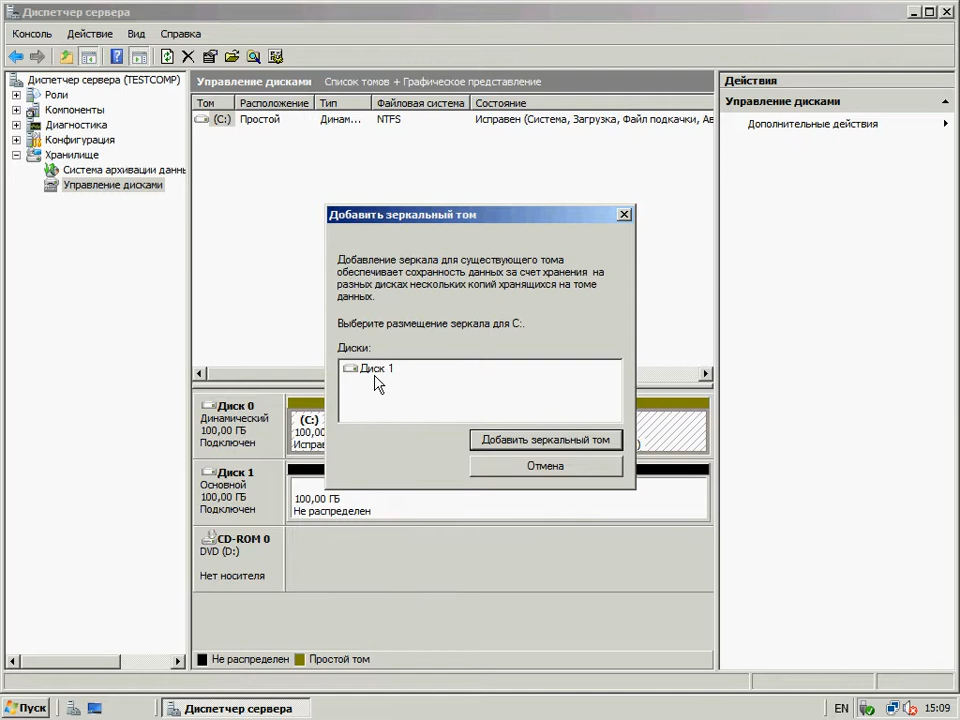 Диспетчер сервера
Консоль Действие Вид Справка
Диспетчер сервера (TESTCOMP)
Роли
Компоненты
Диагностика
Конфигурация
Хранилище
Система архивации данны
Управление дисками
Управление дисками Список томов + Графическое представление
Том Расположение Тип Файловая система Состояние
(C:) Простой Динам... NTFS Исправен (Система, Загрузка, Файл подкачки, Ав
Действия
Управление дисками
Дополнительные действия
Добавить зеркальный том
Добавление зеркала для существующего тома
обеспечивает сохранность данных за счет хранения на
разных дисках нескольких копий хранящихся на томе
данных.
Выберите размещение зеркала для C:.
Диски:
Диск 1
Добавить зеркальный том
Отмена
Диск 0
Динамический
100,00 ГБ
Подключен
(C:)
100,0
Исправ
Диск 1
Основной
100,00 ГБ
Подключен
100,00 ГБ
Не распределен
CD-ROM 0
DVD (D:)
Нет носителя
Не распределен Простой том
Пуск Диспетчер сервера EN 15:09